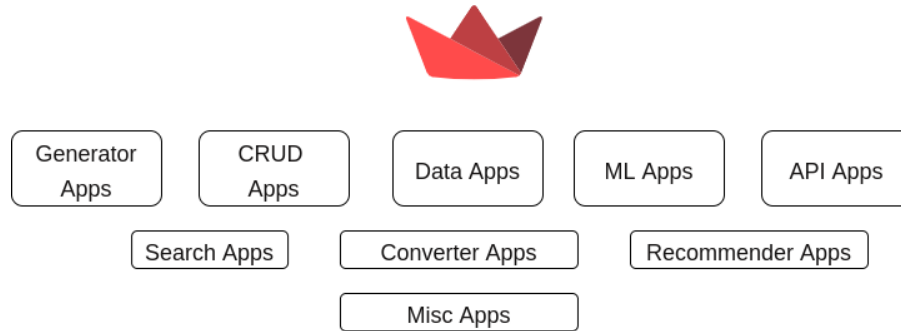 Generator
Apps
CRUD
Apps
Data Apps
ML Apps
API Apps
Search Apps
Converter Apps
Recommender Apps
Misc Apps